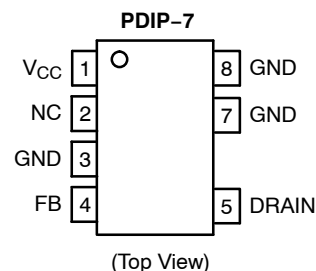 PDIP–7
VCC 1 8 GND
NC 2 7 GND
GND 3
FB 4 5 DRAIN
(Top View)